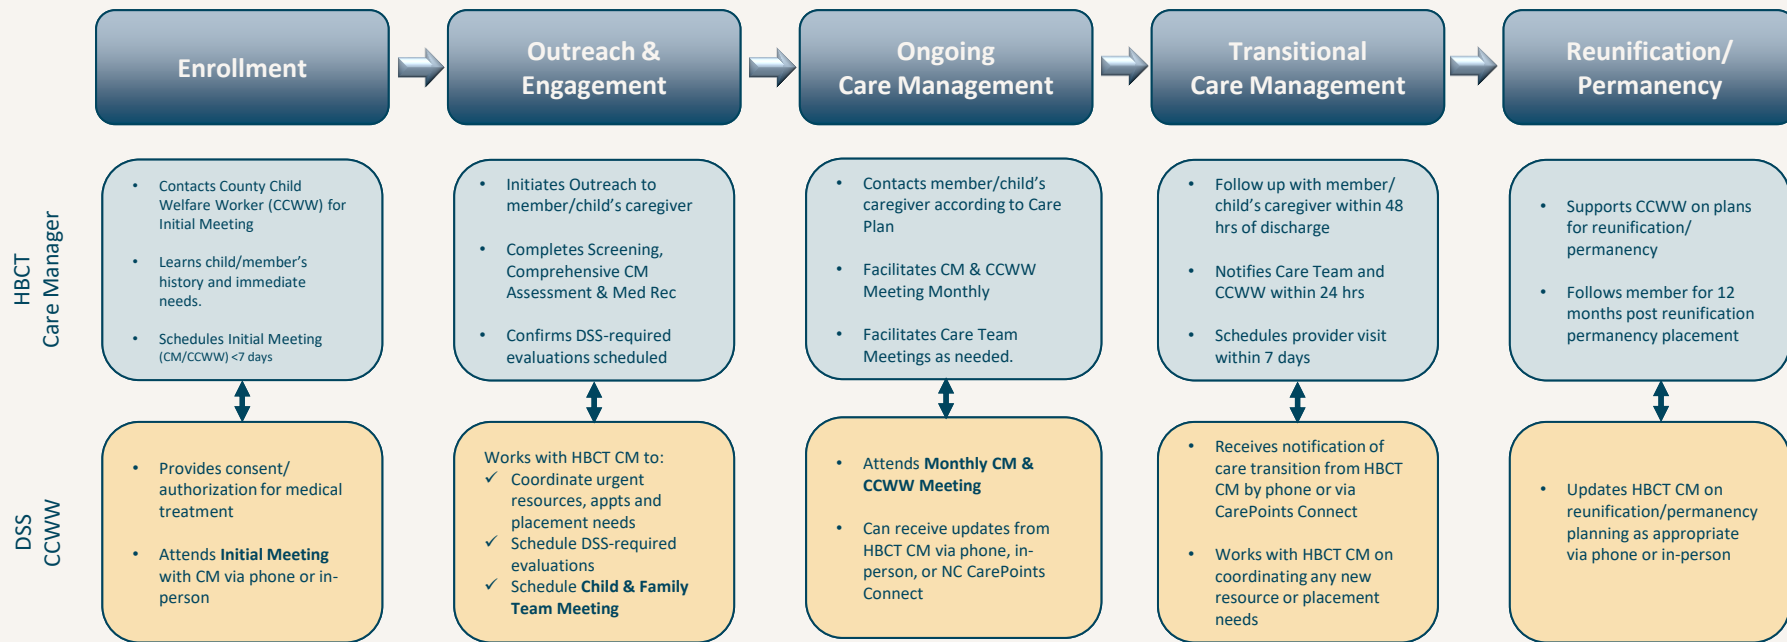 Enrollment
Outreach &
Engagement
Ongoing
Care Management
Transitional
Care Management
Reunification/
Permanency
HBCT
Care Manager
• Contacts County Child
Welfare Worker (CCWW) for
Initial Meeting
• Learns child/member's
history and immediate
needs.
• Schedules Initial Meeting
(CM/CCWW) <7 days
• Initiates Outreach to
member/child's caregiver
• Completes Screening,
Comprehensive CM
Assessment & Med Rec
• Confirms DSS-required
evaluations scheduled
• Contacts member/child's
caregiver according to Care
Plan
• Facilitates CM & CCWW
Meeting Monthly
• Facilitates Care Team
Meetings as needed.
• Follow up with member/
child's caregiver within 48
hrs of discharge
• Notifies Care Team and
CCWW within 24 hrs
• Schedules provider visit
within 7 days
• Supports CCWW on plans
for reunification/
permanency
• Follows member for 12
months post reunification
permanency placement
DSS
CCWW
• Provides consent/
authorization for medical
treatment
• Attends Initial Meeting
with CM via phone or in-
person
Works with HBCT CM to:
✓ Coordinate urgent
resources, appts and
placement needs
✓ Schedule DSS-required
evaluations
✓ Schedule Child & Family
Team Meeting
• Attends Monthly CM &
CCWW Meeting
• Can receive updates from
HBCT CM via phone, in-
person, or NC CarePoints
Connect
• Receives notification of
care transition from HBCT
CM by phone or via
CarePoints Connect
• Works with HBCT CM on
coordinating any new
resource or placement
needs
• Updates HBCT CM on
reunification/permanency
planning as appropriate
via phone or in-person